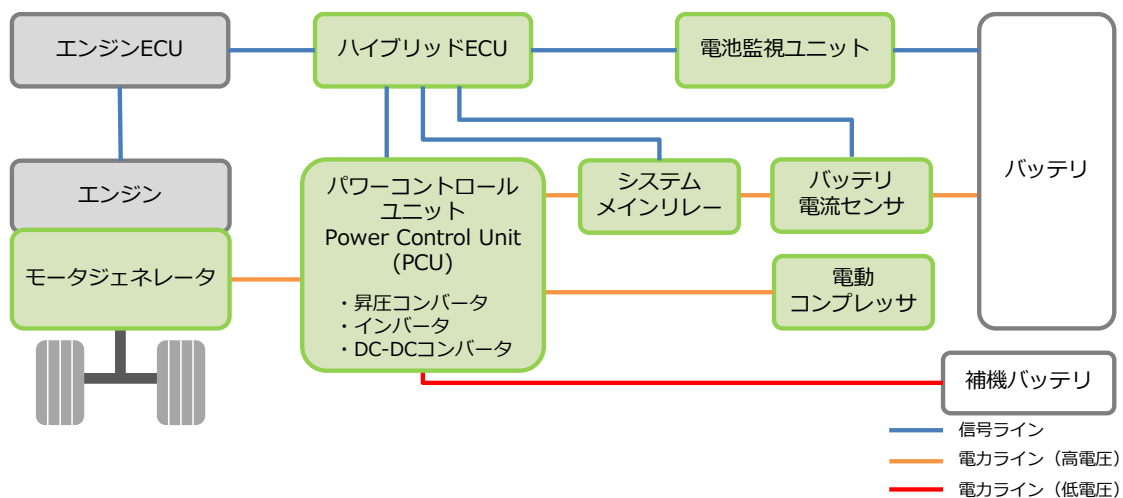 エンジンECU
ハイブリッドECU
電池監視ユニット
バッテリ
エンジン
モータジェネレータ
パワーコントロール
ユニット
Power Control Unit
(PCU)
・昇圧コンバータ
・インバータ
・DC-DCコンバータ
システム
メインリレー
バッテリ
電流センサ
電動
コンプレッサ
補機バッテリ
信号ライン
電力ライン（高電圧）
電力ライン（低電圧）